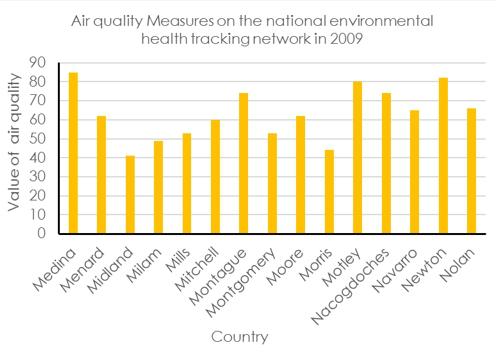 Air quality Measures on the national environmental
health tracking network in 2009
Value of air quality
90
80
70
60
50
40
30
20
10
0
Medina
Menard
Midland
Milam
Mills
Mitchell
Montague
Montgomery
Moore
Morris
Motley
Nacogdoches
Navarro
Newton
Nolan
Country